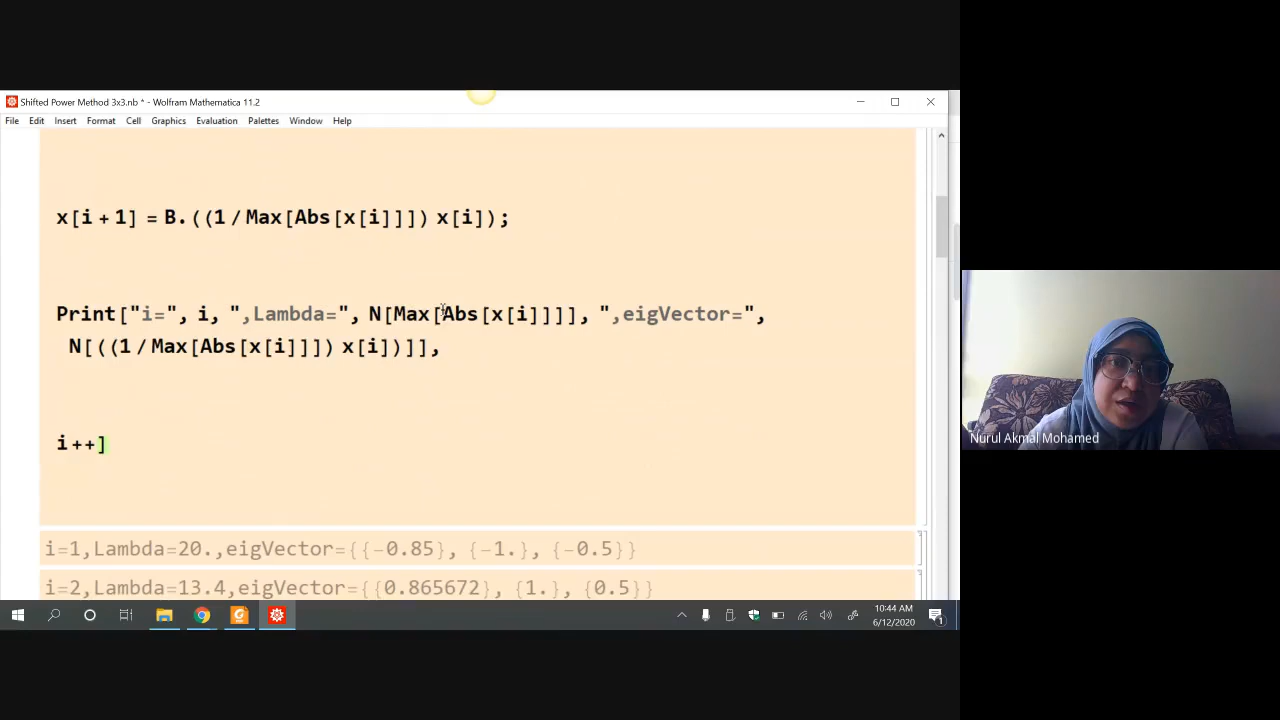 Shifted Power Method 3x3.nb * - Wolfram Mathematica 11.2
File Edit Insert Format Cell Graphics Evaluation Palettes Window Help
x[i + 1] = B.((1 / Max[Abs[x[i]]]) x[i]);
Print["i=", i, ",Lambda=", N[Max[Abs[x[i]]]], ",eigVector=",
N[((1 / Max[Abs[x[i]]]) x[i])]],
i++]
i=1,Lambda=20.,eigVector={{-0.85}, {-1.}, {-0.5}}
i=2,Lambda=13.4,eigVector={{0.865672}, {1.}, {0.5}}
Nurul Akmal Mohamed
10:44 AM
6/12/2020